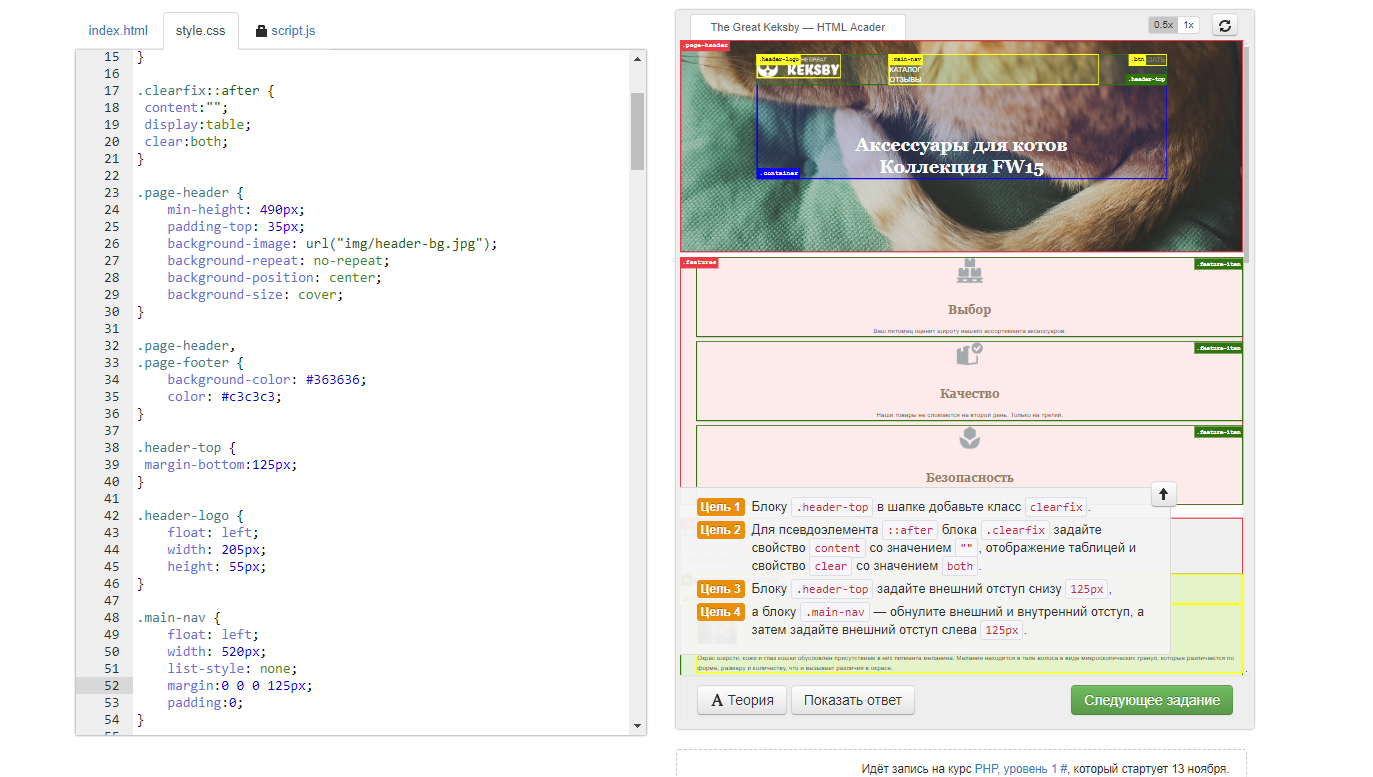 index.html
style.css
script.js
15 }
16
17 .clearfix::after {
18 content:"";
19 display:table;
20 clear:both;
21 }
22
23 .page-header {
24 min-height: 490px;
25 padding-top: 35px;
26 background-image: url("img/header-bg.jpg");
27 background-repeat: no-repeat;
28 background-position: center;
29 background-size: cover;
30 }
31
32 .page-header,
33 .page-footer {
34 background-color: #363636;
35 color: #c3c3c3;
36 }
37
38 .header-top {
39 margin-bottom:125px;
40 }
41
42 .header-logo {
43 float: left;
44 width: 205px;
45 height: 55px;
46 }
47
48 .main-nav {
49 float: left;
50 width: 520px;
51 list-style: none;
52 margin:0 0 0 125px;
53 padding:0;
54 }
The Great Keksby — HTML Acader
0.5x 1x
.page-header
.header-logo
KEKSBY
.main-nav
КАТАЛОГ
ОТЗЫВЫ
.btn
.header-top
Аксессуары для котов
Коллекция FW15
.container
.features
.feature-item
Выбор
Ваш питомец оценит широту нашего ассортимента аксессуаров.
.feature-item
Качество
Наши товары не сломаются на второй день. Только на третий.
.feature-item
Безопасность
Цель 1 Блоку .header-top в шапке добавьте класс clearfix.
Цель 2 Для псевдоэлемента ::after блока .clearfix задайте
свойство content со значением "", отображение таблицей и
свойство clear со значением both.
Цель 3 Блоку .header-top задайте внешний отступ снизу 125px,
Цель 4 а блоку .main-nav — обнулите внешний и внутренний отступ, а
затем задайте внешний отступ слева 125px.
Окрас шерсти, кожи и глаз кошки обусловлен присутствием в них пигмента меланина. Меланин находится в теле волоса в виде микроскопических гранул, которые различаются по
форме, размеру и количеству, что и вызывает различия в окрасе.
Теория
Показать ответ
Следующее задание
Идёт запись на курс PHP, уровень 1 #, который стартует 13 ноября.